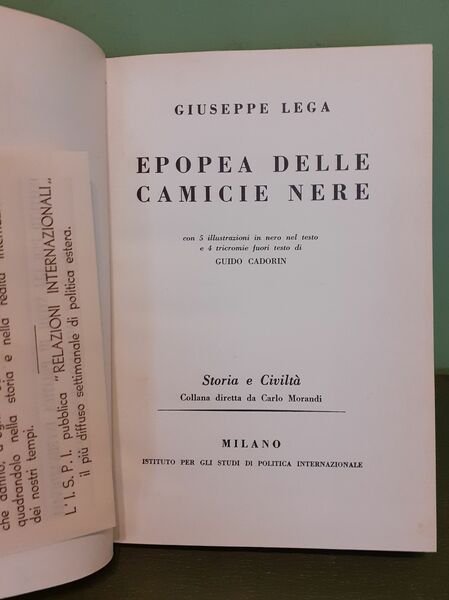 GIUSEPPE LEGA
EPOPEA DELLE
CAMICIE NERE
con 5 illustrazioni in nero nel testo
e 4 tricromie fuori testo di
GUIDO CADORIN
Storia e Civiltà
Collana diretta da Carlo Morandi
MILANO
ISTITUTO PER GLI STUDI DI POLITICA INTERNAZIONALE
quadrandolo nella storia e nella realtà
dei nostri tempi.
L'I.S.P.I. pubblica "RELAZIONI INTERNAZIONALI"
il più diffuso settimanale di politica estera.